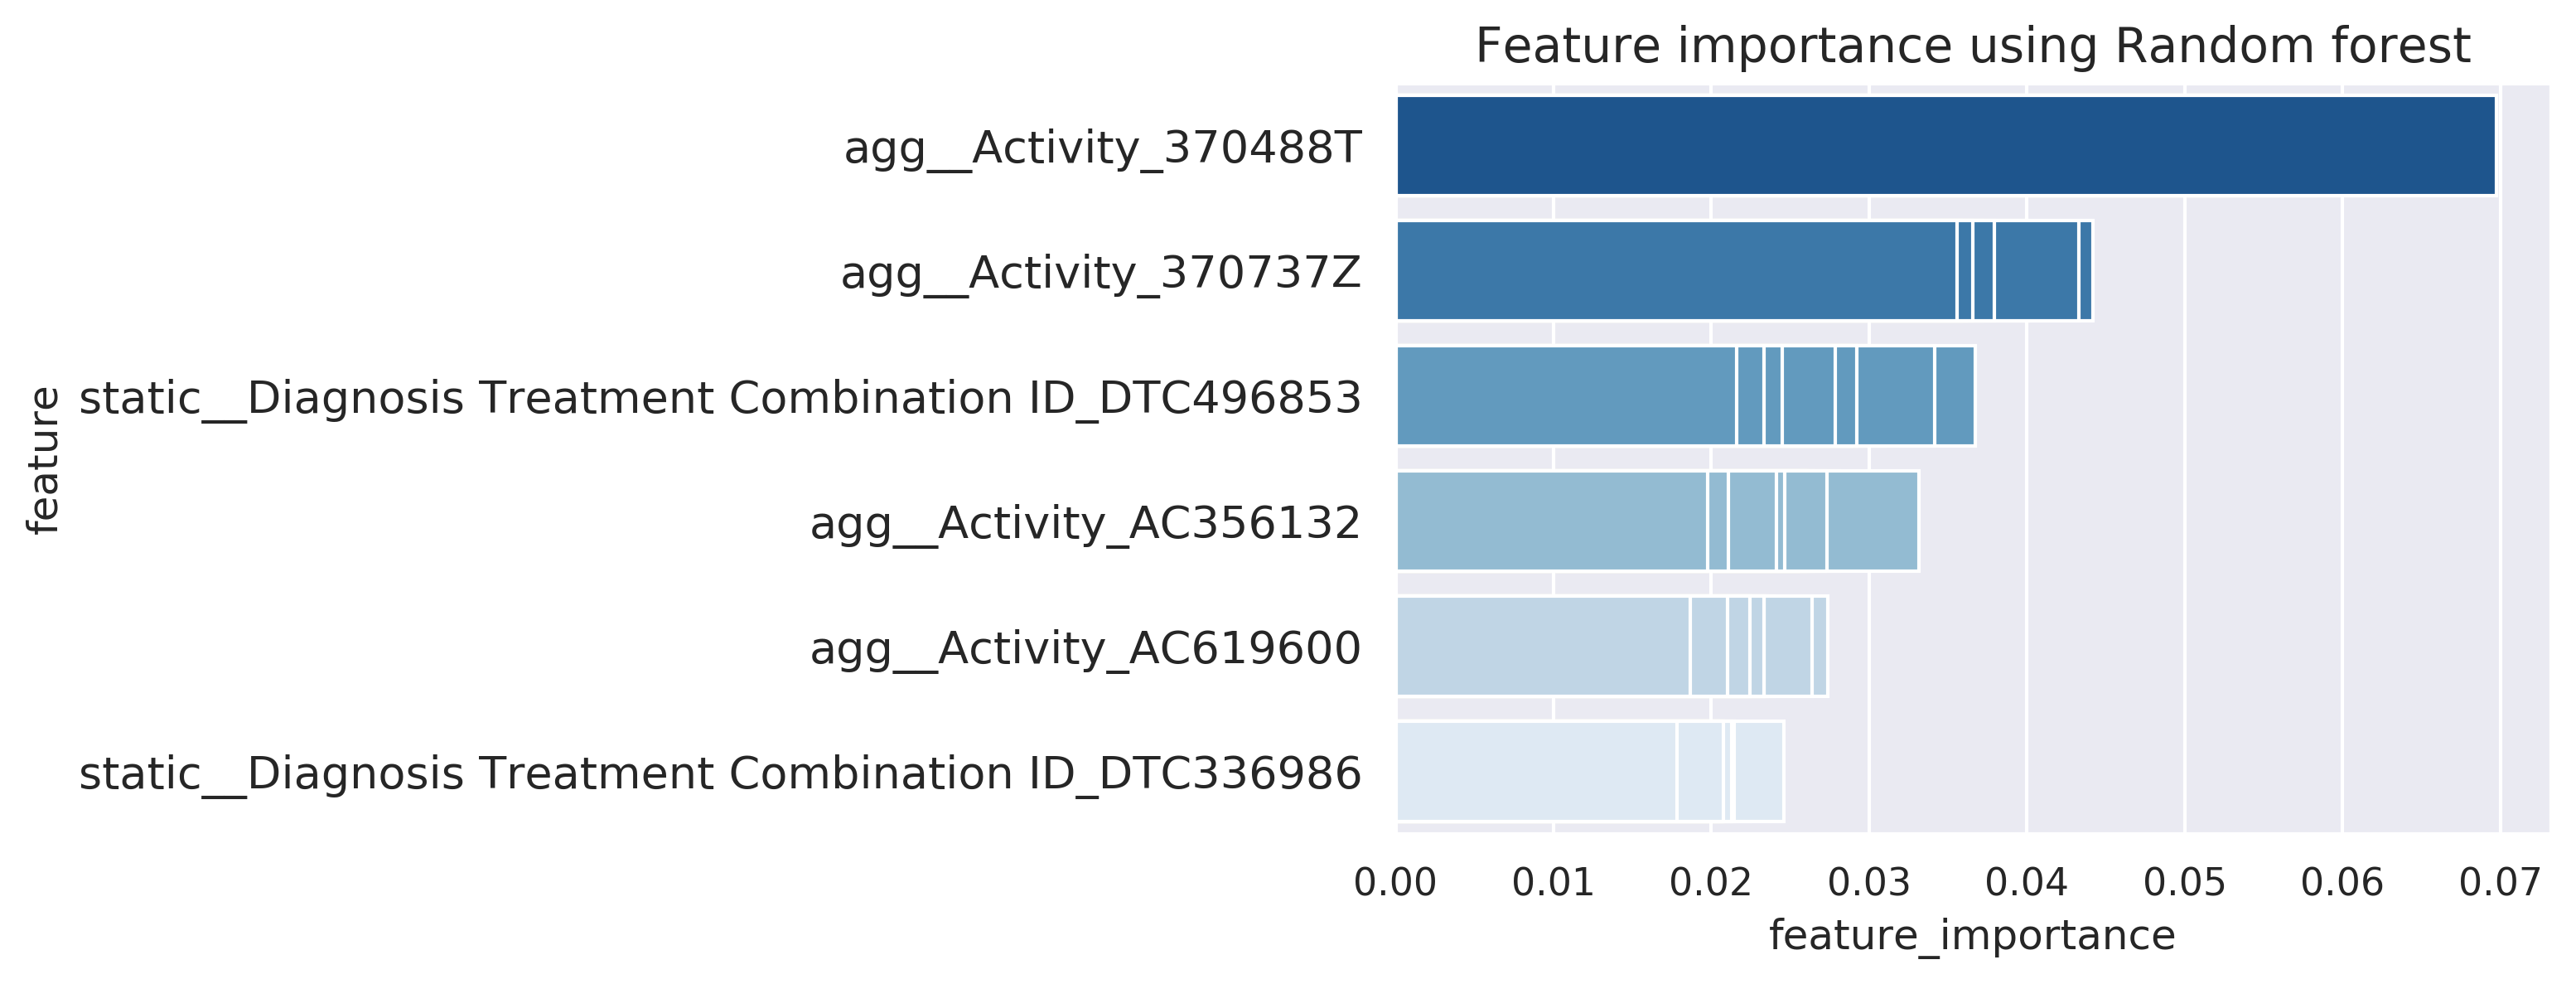 Feature importance using Random forest
feature
agg__Activity_370488T
agg__Activity_370737Z
static__Diagnosis Treatment Combination ID_DTC496853
agg__Activity_AC356132
agg__Activity_AC619600
static__Diagnosis Treatment Combination ID_DTC336986
0.00 0.01 0.02 0.03 0.04 0.05 0.06 0.07
feature_importance